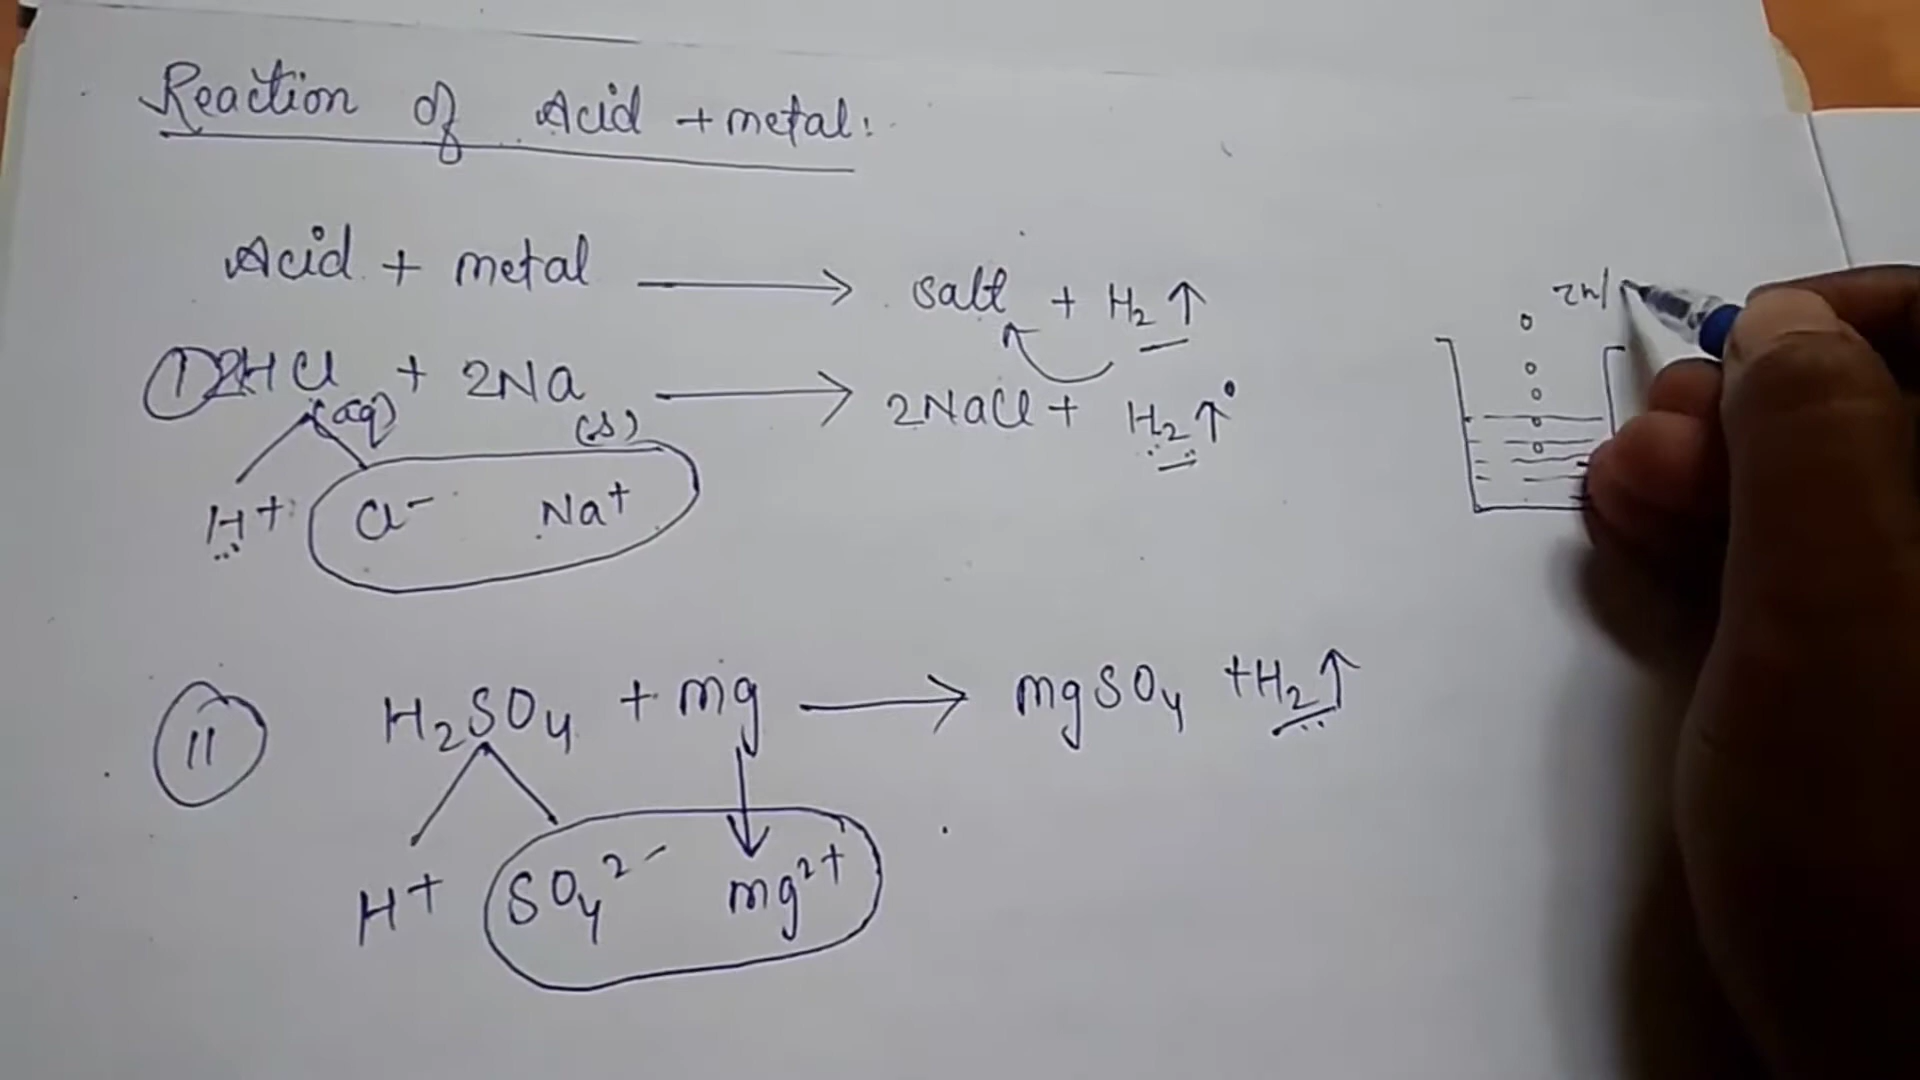 Reaction of Acid + metal:
Acid + metal ⟶ salt + H₂ ↑
① 2HCl(aq) + 2Na(s) ⟶ 2NaCl + H₂ ↑
H⁺ Cl⁻ Na⁺
zn/
II H₂SO₄ + mg ⟶ mgSO₄ + H₂ ↑
H⁺ SO₄²⁻ mg²⁺